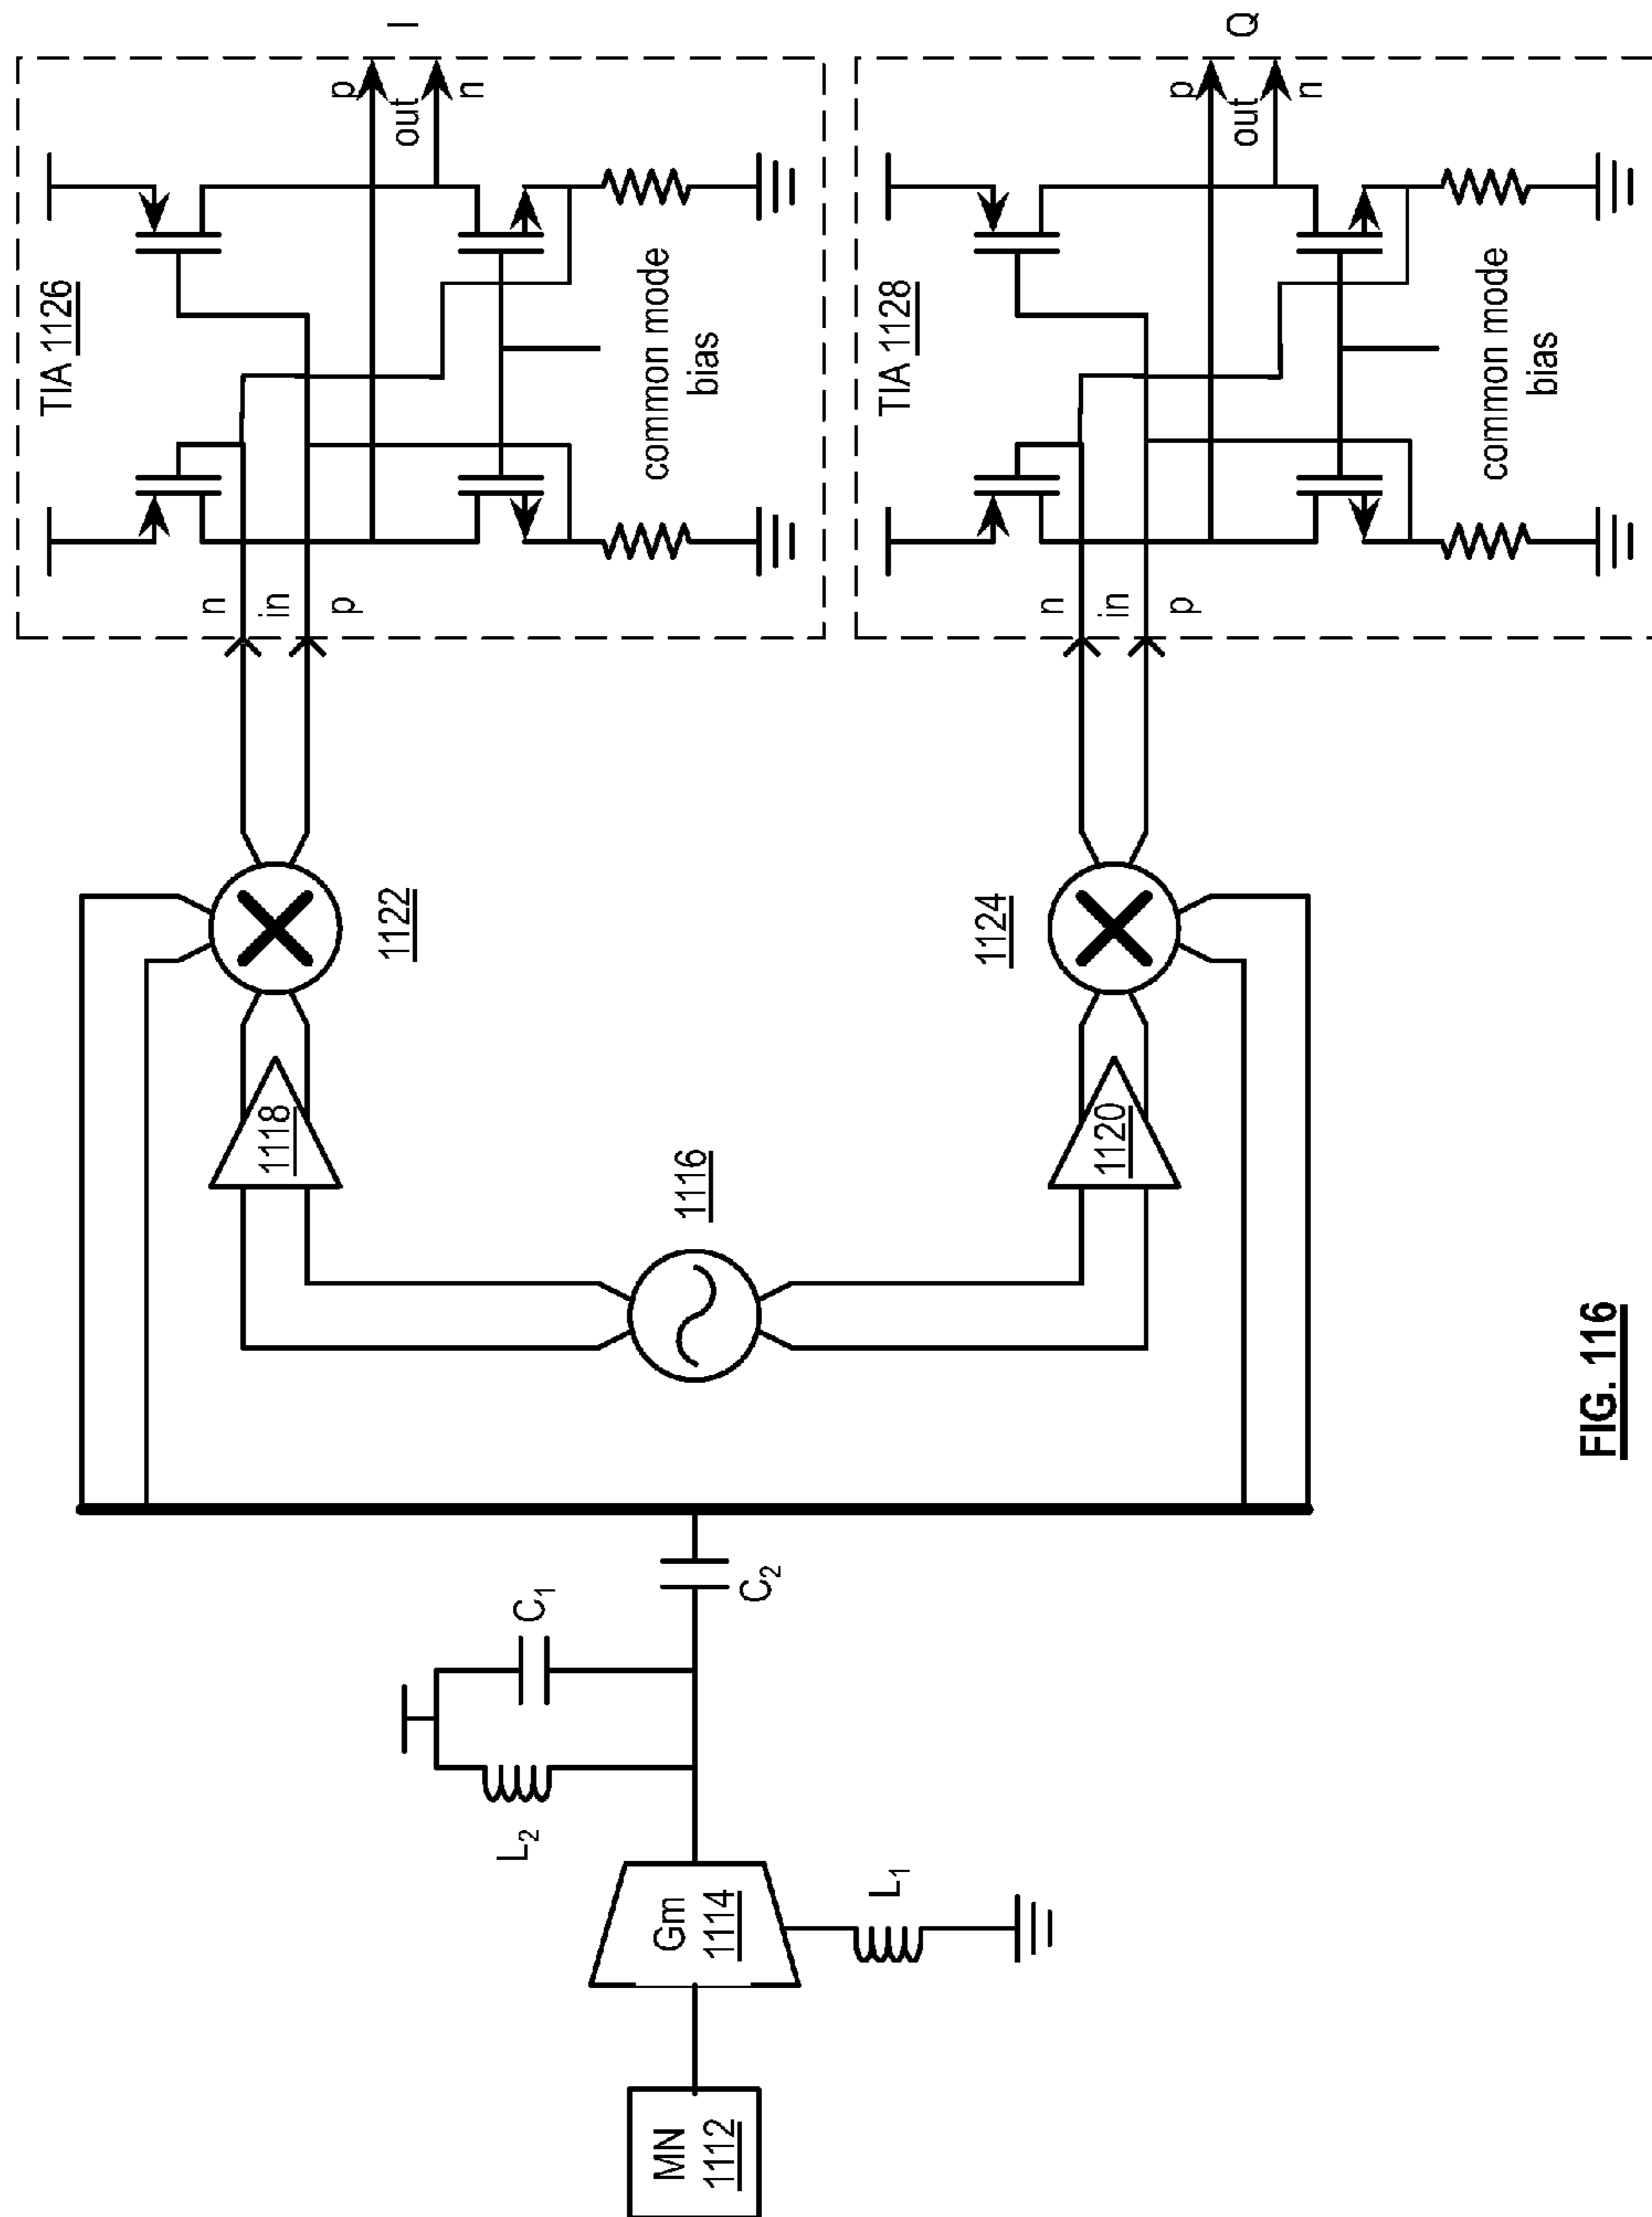 MN
1112
Gm
1114
L₁
L₂
C₁
C₂
1116
1118
1120
1122
1124
TIA 1126
n
in
p
common mode
bias
p
out
n
I
TIA 1128
n
in
p
common mode
bias
p
out
n
Q
FIG. 116